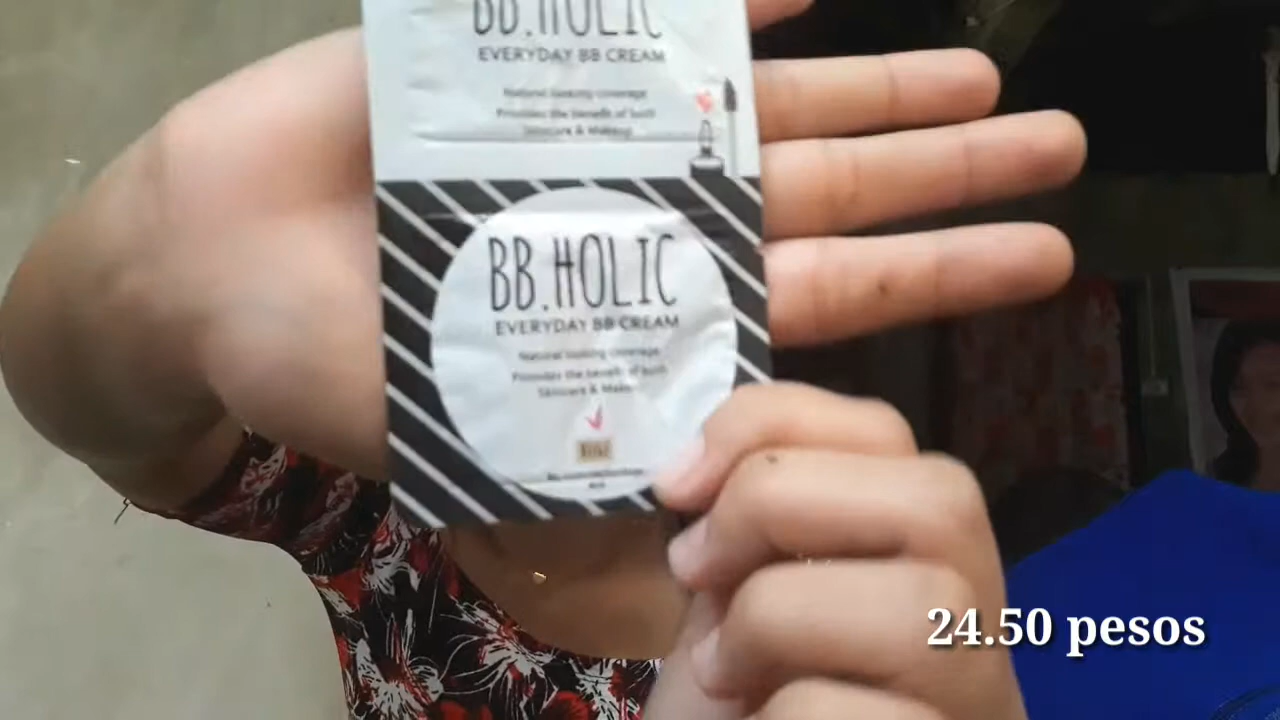 BB.HOLIC
EVERYDAY BB CREAM
Natural looking coverage
Provides the benefit of both
Skincare & Makeup
BB.HOLIC
EVERYDAY BB CREAM
Natural looking coverage
Provides the benefit of both
Skincare & Makeup
24.50 pesos